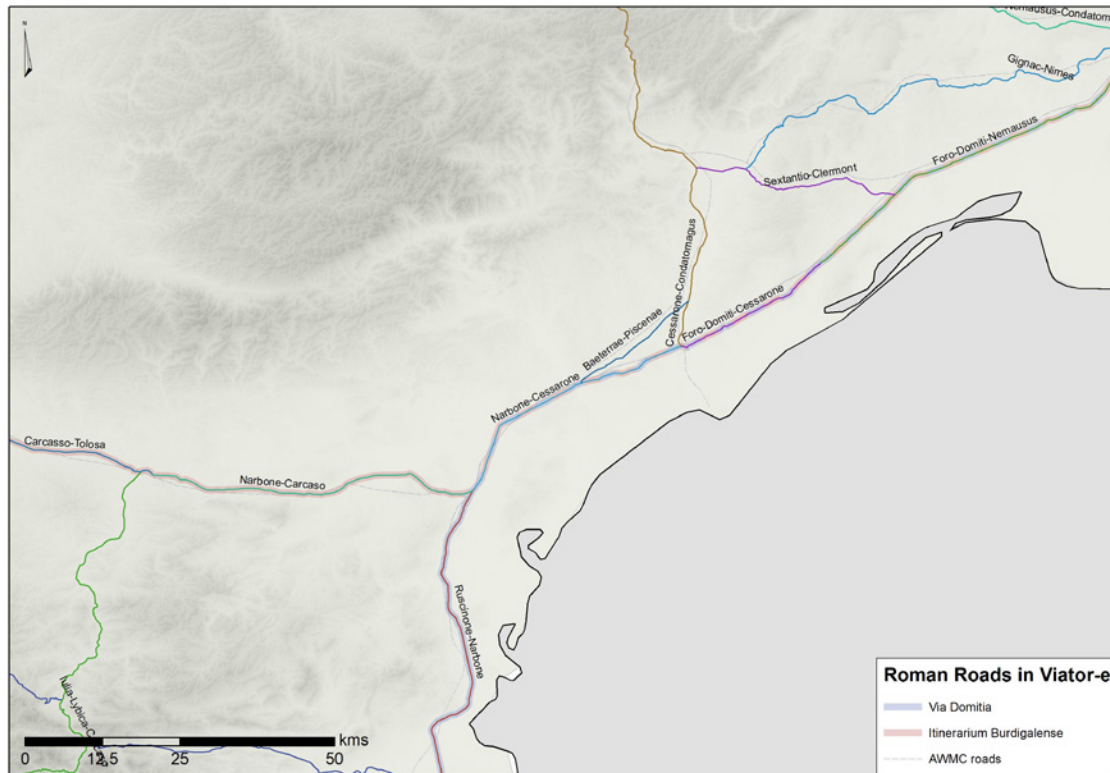 N
Nemausus-Condatom
Gignac-Nimes
Foro-Domiti-Nemausus
Sextantio-Clermont
Cessarone-Condatomagus
Foro-Domiti-Cessarone
Baeterrae-Piscenae
Narbone-Cessarone
Carcasso-Tolosa
Narbone-Carcaso
Ruscinone-Narbone
Iulia-Lybica-C
kms
0 12,5 25 50
Roman Roads in Viator-e
Via Domitia
Itinerarium Burdigalense
AWMC roads